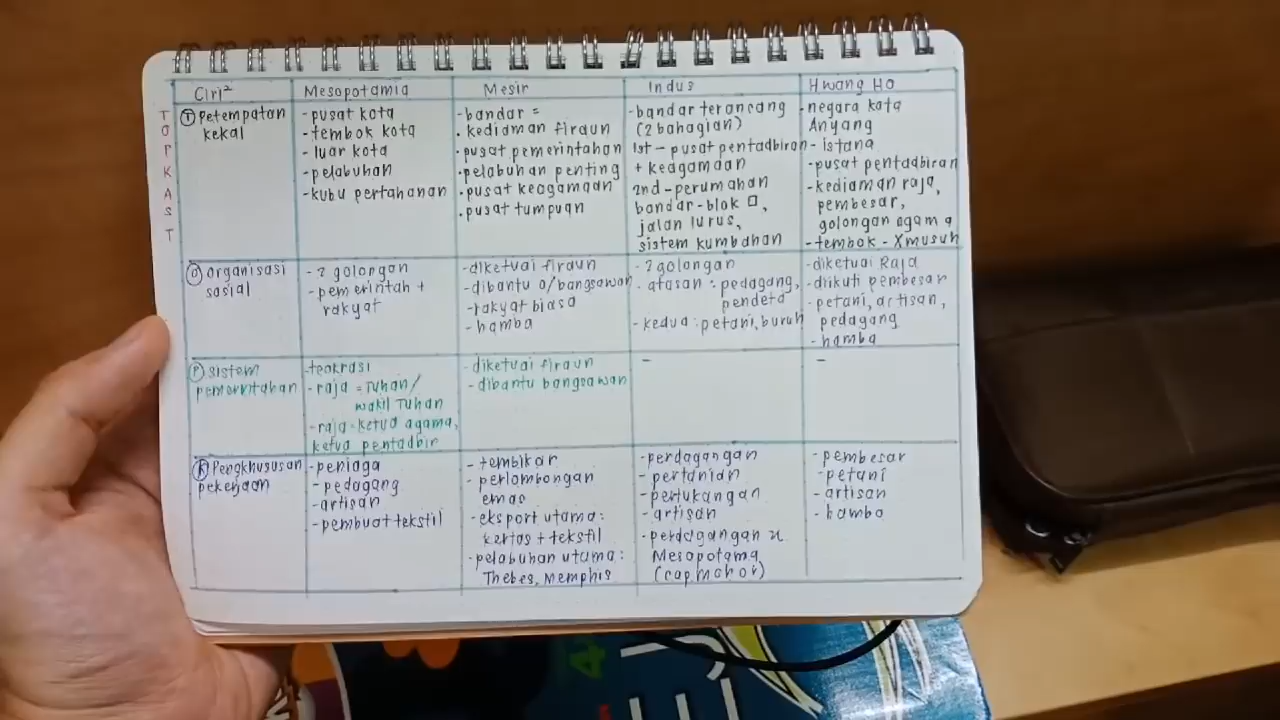 Ciri²
Mesopotamia
Mesir
Indus
Hwang Ho
TOPKAST
T Petempatan
kekal
- pusat kota
- tembok kota
- luar kota
- pelabuhan
- kubu pertahanan
- bandar =
• kediaman firaun
• pusat pemerintahan
• pelabuhan penting
• pusat keagamaan
• pusat tumpuan
- bandar terancang
(2 bahagian)
1st - pusat pentadbiran
+ keagamaan
2nd - perumahan
bandar - blok □,
jalan lurus,
sistem kumbahan
- negara kota
Anyang
- istana
- pusat pentadbiran
- kediaman raja,
pembesar,
golongan agama
- tembok - X musuh
O Organisasi
sosial
- 2 golongan
- pemerintah +
rakyat
- diketuai firaun
- dibantu o/bangsawan
- rakyat biasa
- hamba
- 2 golongan
• atasan : pedagang,
pendeta
- kedua : petani, buruh
- diketuai Raja
- diikuti pembesar
- petani, artisan,
pedagang
- hamba
P Sistem
pemerintahan
- teokrasi
- raja = Tuhan/
wakil Tuhan
- raja = ketua agama,
ketua pentadbir
- diketuai firaun
- dibantu bangsawan
-
-
K Pengkhususan
pekerjaan
- peniaga
- pedagang
- artisan
- pembuat tekstil
- tembikar
- perlombongan
emas
- eksport utama:
kertas + tekstil
- pelabuhan utama:
Thebes, Memphis
- perdagangan
- pertanian
- pertukangan
- artisan
- perdagangan
Mesopotamia
(cap mohor)
- pembesar
- petani
- artisan
- hamba
4